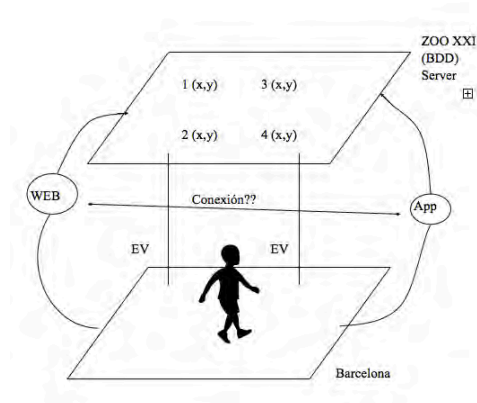 ZOO XXI
(BDD)
Server
1 (x,y)
3 (x,y)
2 (x,y)
4 (x,y)
WEB
Conexión??
App
EV
EV
Barcelona